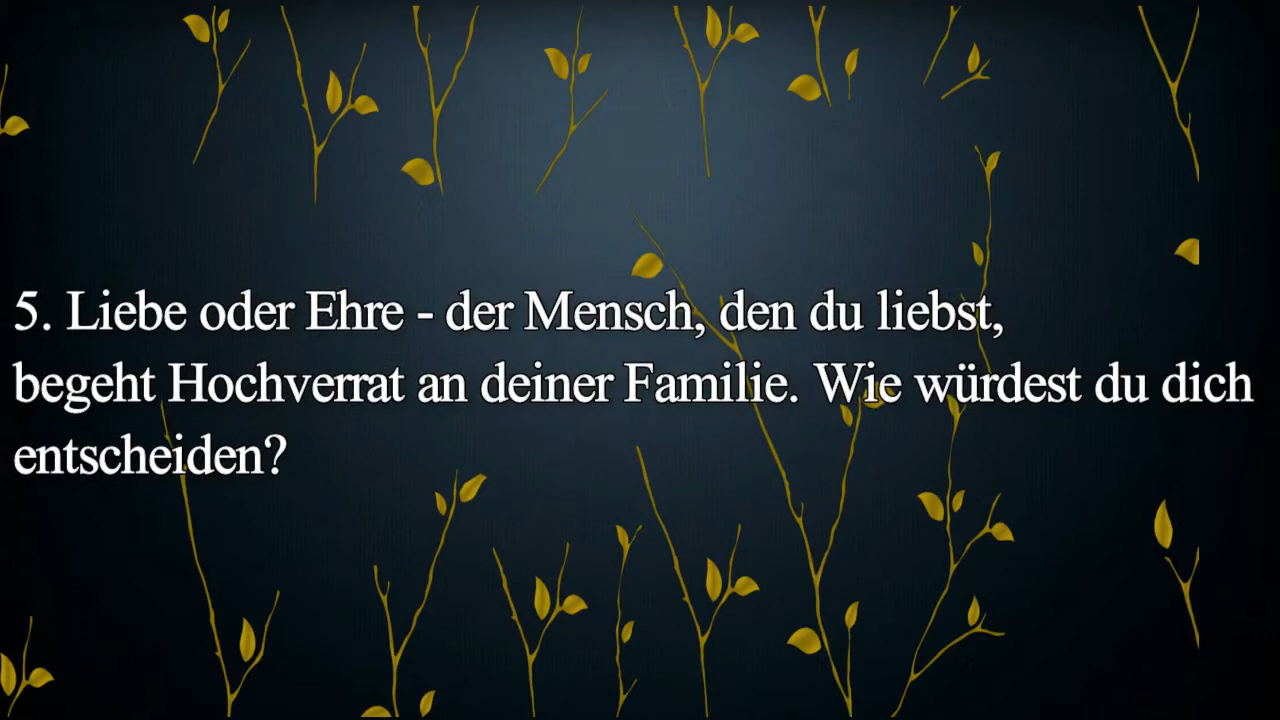 5. Liebe oder Ehre - der Mensch, den du liebst,
begeht Hochverrat an deiner Familie. Wie würdest du dich
entscheiden?